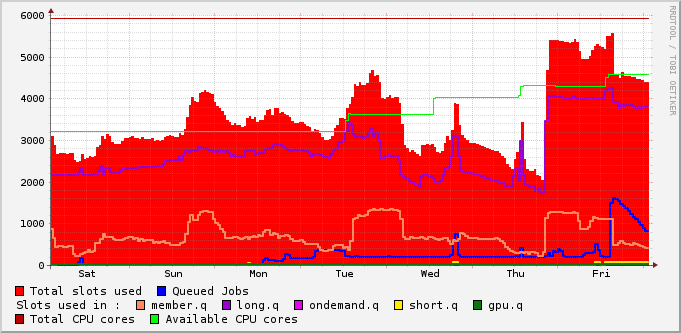 RRDTOOL / TOBI OETIKER
6000
5000
4000
3000
2000
1000
0
Sat Sun Mon Tue Wed Thu Fri
Total slots used Queued Jobs
Slots used in : member.q long.q ondemand.q short.q gpu.q
Total CPU cores Available CPU cores